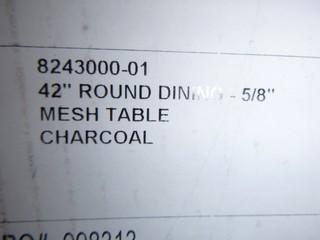 8243000-01
42" ROUND DINING - 5/8"
MESH TABLE
CHARCOAL